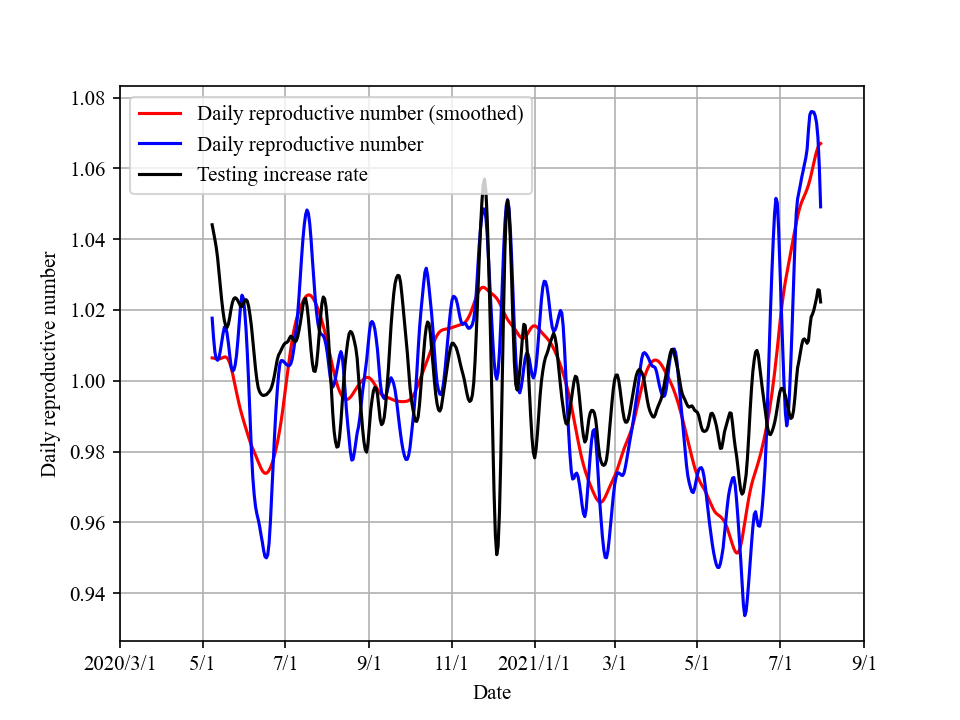 Daily reproductive number (smoothed)
Daily reproductive number
Testing increase rate
Daily reproductive number
1.08
1.06
1.04
1.02
1.00
0.98
0.96
0.94
2020/3/1 5/1 7/1 9/1 11/1 2021/1/1 3/1 5/1 7/1 9/1
Date